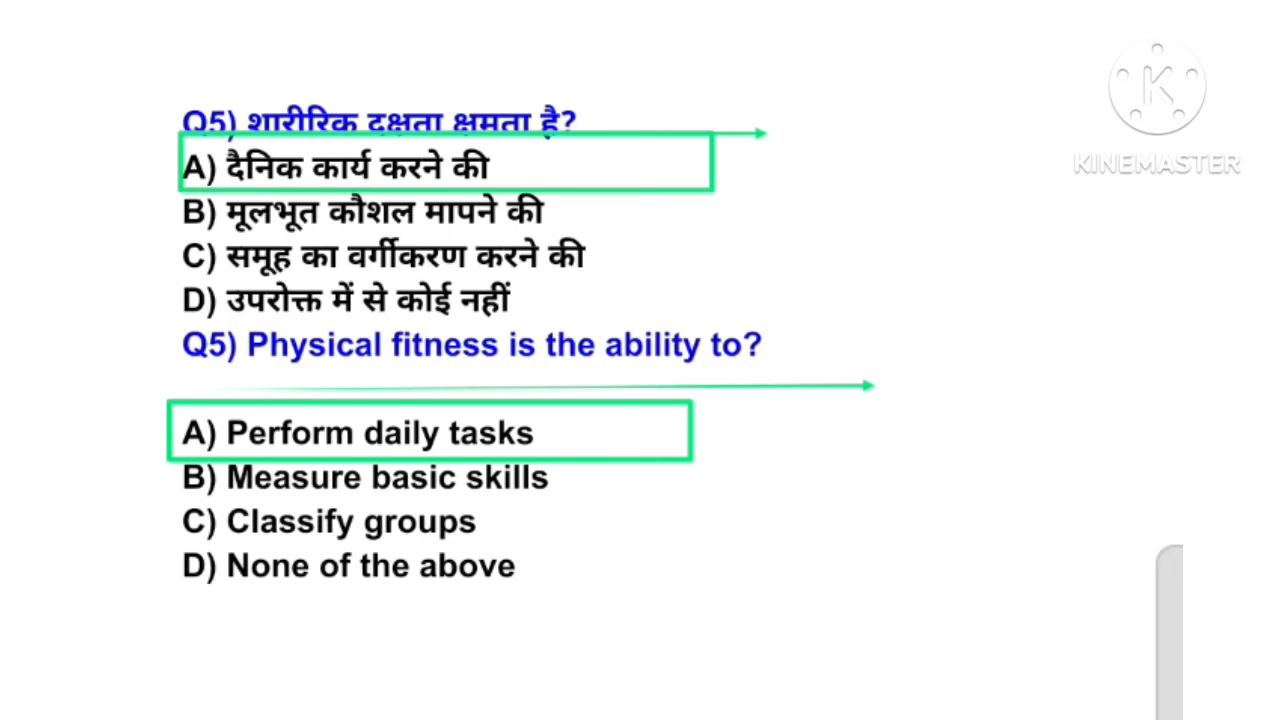 Q5) शारीरिक दक्षता क्षमता है?
A) दैनिक कार्य करने की
B) मूलभूत कौशल मापने की
C) समूह का वर्गीकरण करने की
D) उपरोक्त में से कोई नहीं
Q5) Physical fitness is the ability to?
A) Perform daily tasks
B) Measure basic skills
C) Classify groups
D) None of the above
K
KINEMASTER